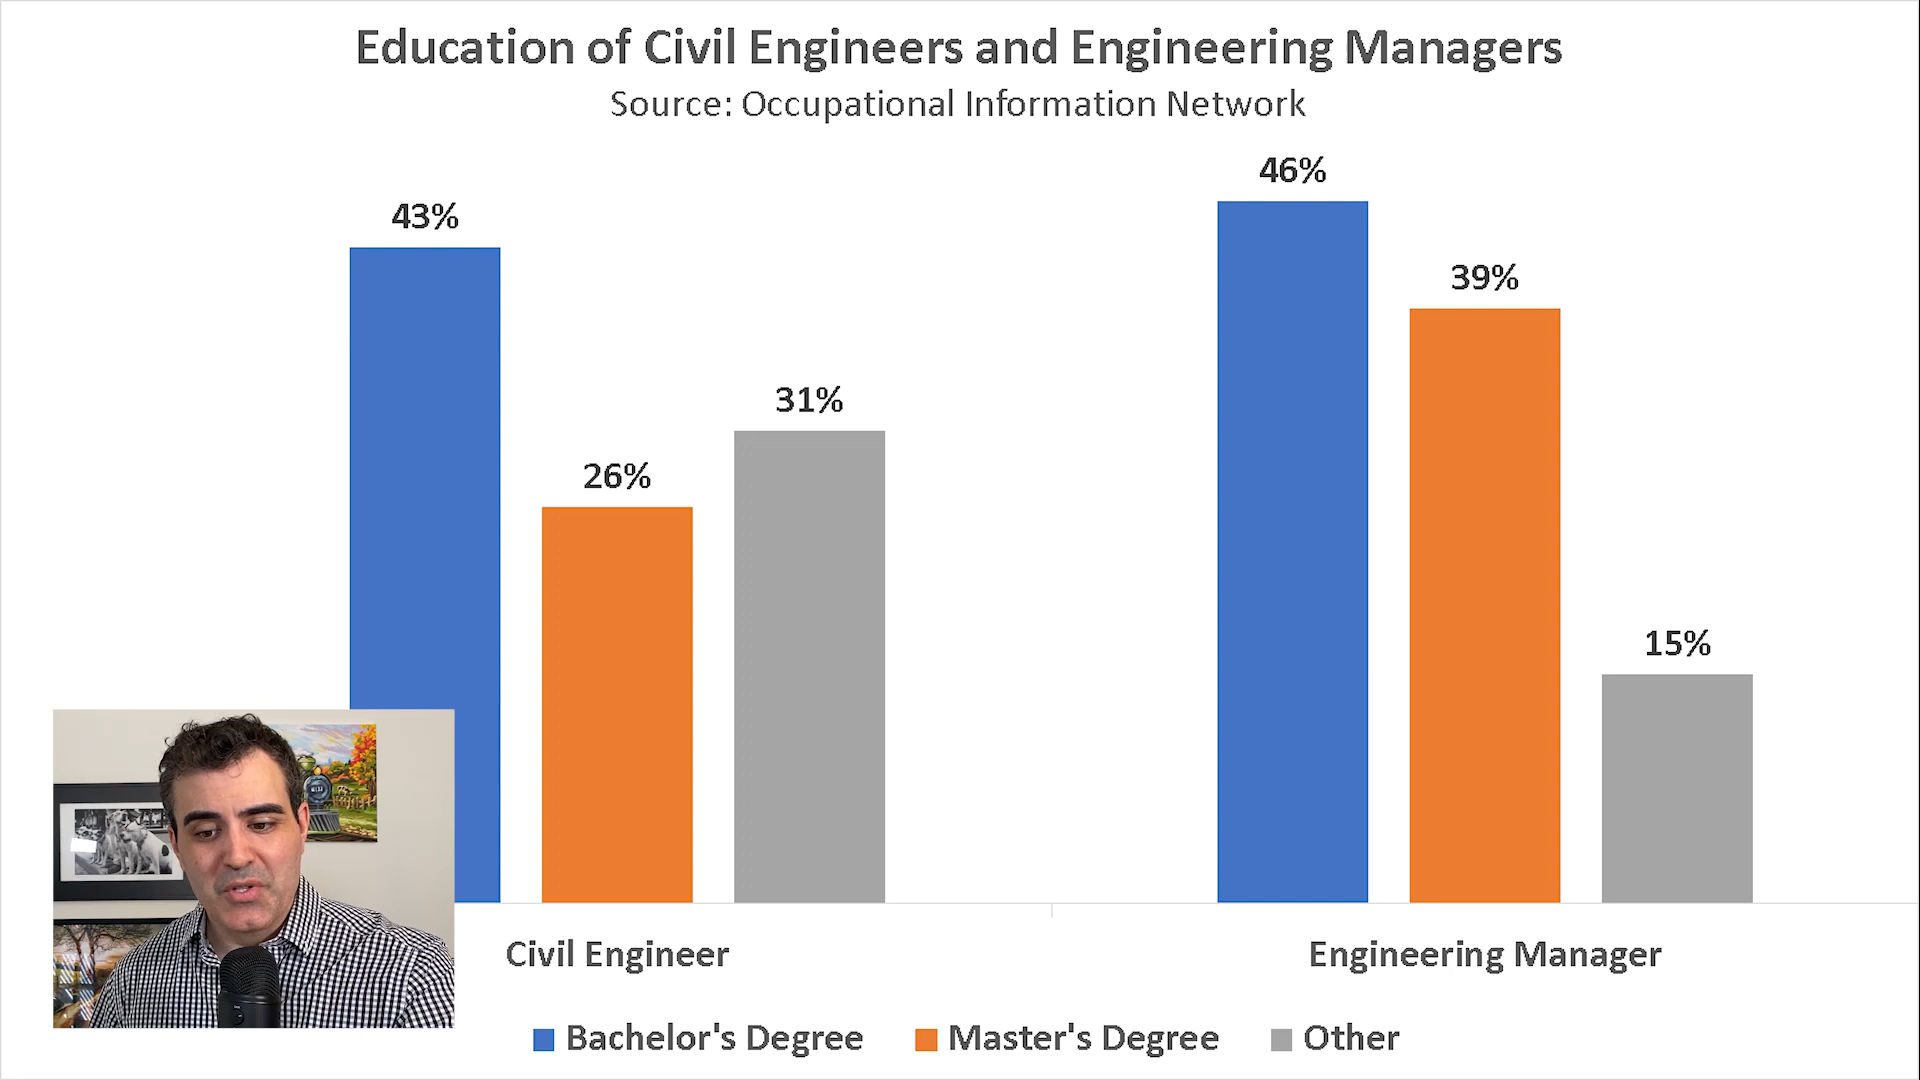 Education of Civil Engineers and Engineering Managers
Source: Occupational Information Network
43%
26%
31%
46%
39%
15%
Civil Engineer
Engineering Manager
Bachelor's Degree
Master's Degree
Other